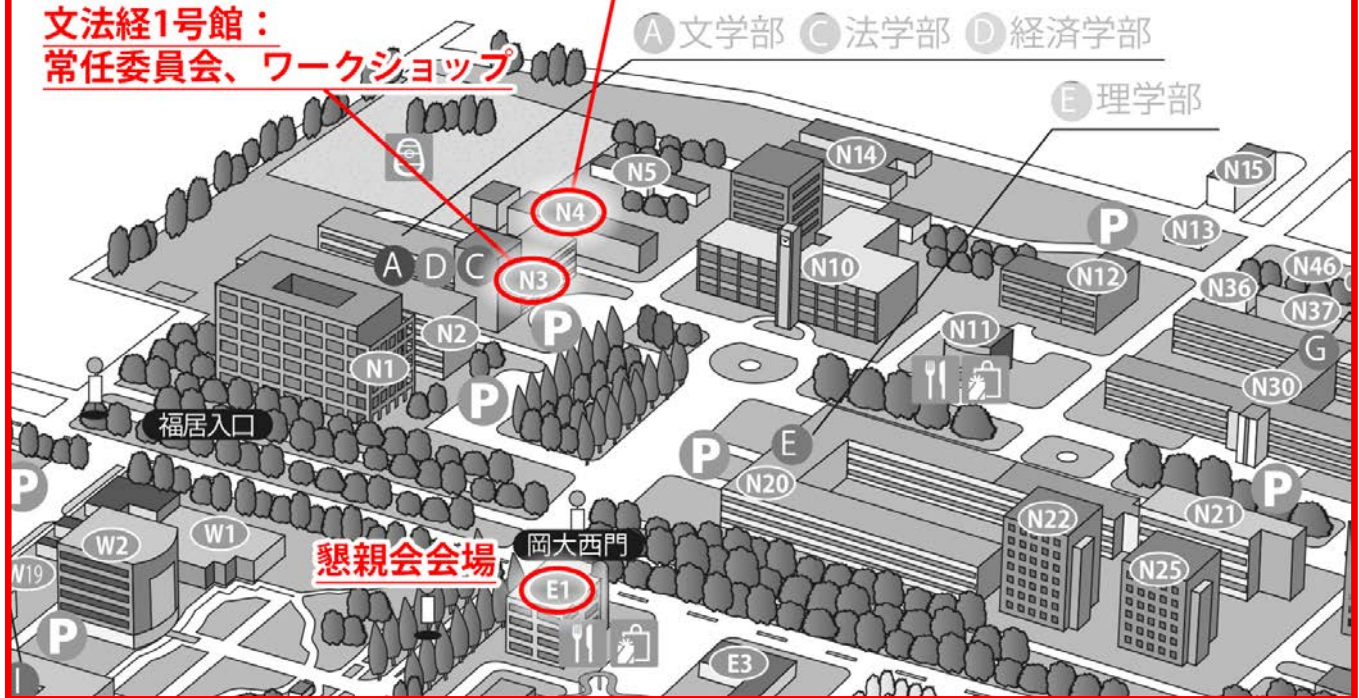 文法経1号館：
常任委員会、ワークショップ
A 文学部 C 法学部 D 経済学部
E 理学部
N14
N15
N5
N4
P
N13
A D C
N3
N10
N12
N46
N36
N37
P
N2
N11
G
N1
N30
P
福居入口
E
P
P
N20
P
N22
N21
W2
W1
岡大西門
W19
懇親会会場
N25
E1
P
E3